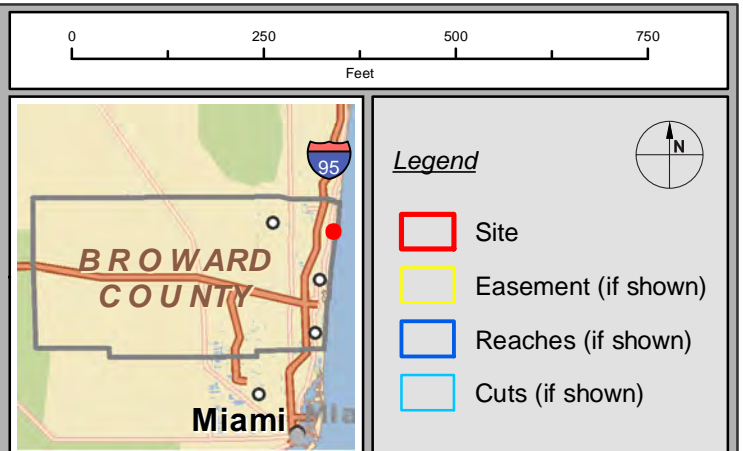 0 250 500 750
Feet
95
BROWARD
COUNTY
Miami
Mia
Legend
N
Site
Easement (if shown)
Reaches (if shown)
Cuts (if shown)